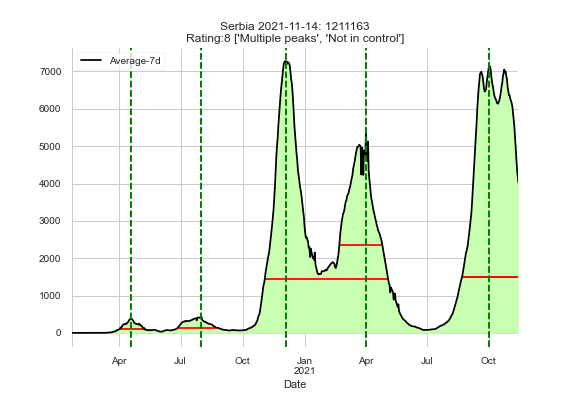 Serbia 2021-11-14: 1211163
Rating:8 ['Multiple peaks', 'Not in control']
Average-7d
7000
6000
5000
4000
3000
2000
1000
0
Apr Jul Oct Jan Apr Jul Oct
2021
Date